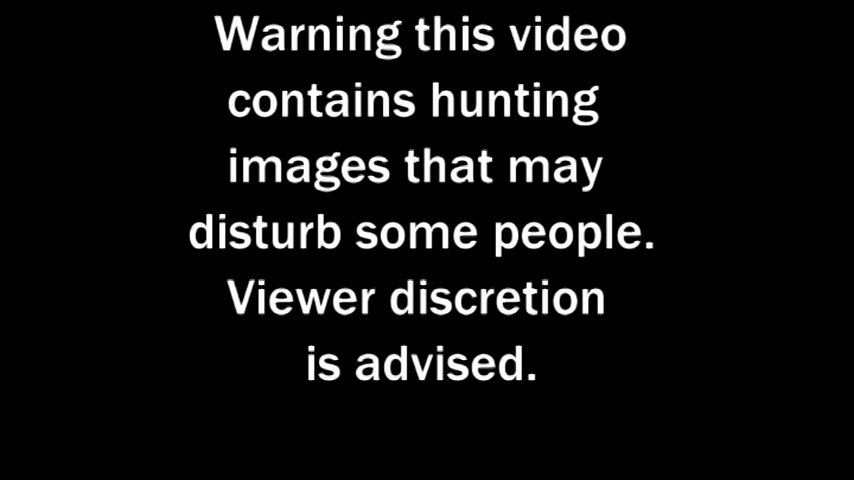 Warning this video
contains hunting
images that may
disturb some people.
Viewer discretion
is advised.